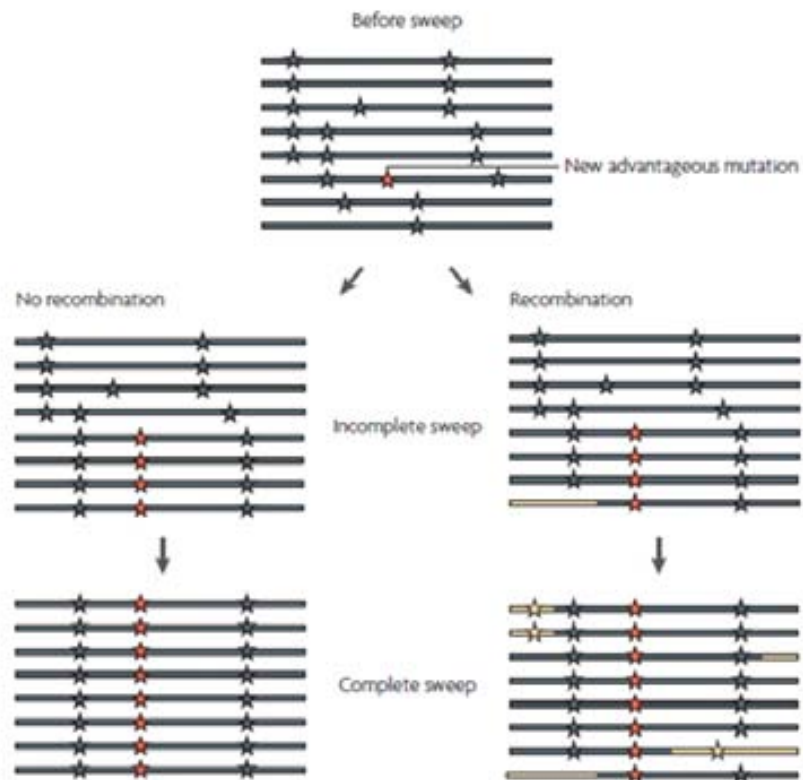 Before sweep
New advantageous mutation
No recombination
Recombination
Incomplete sweep
Complete sweep